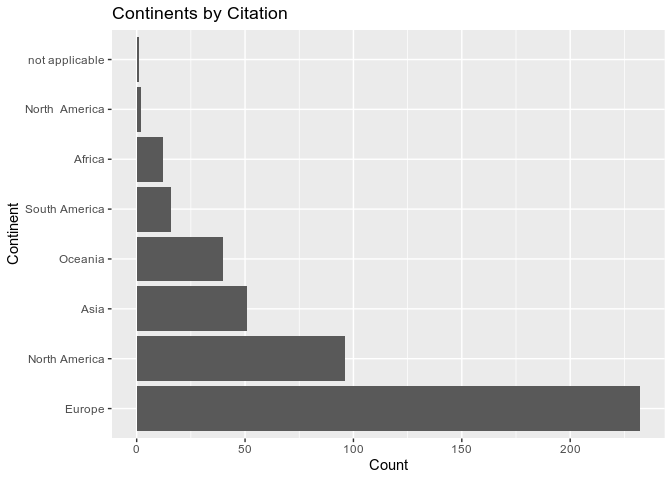 Continents by Citation
not applicable
North  America
Africa
South America
Oceania
Asia
North America
Europe
0
50
100
150
200
Count
Continent